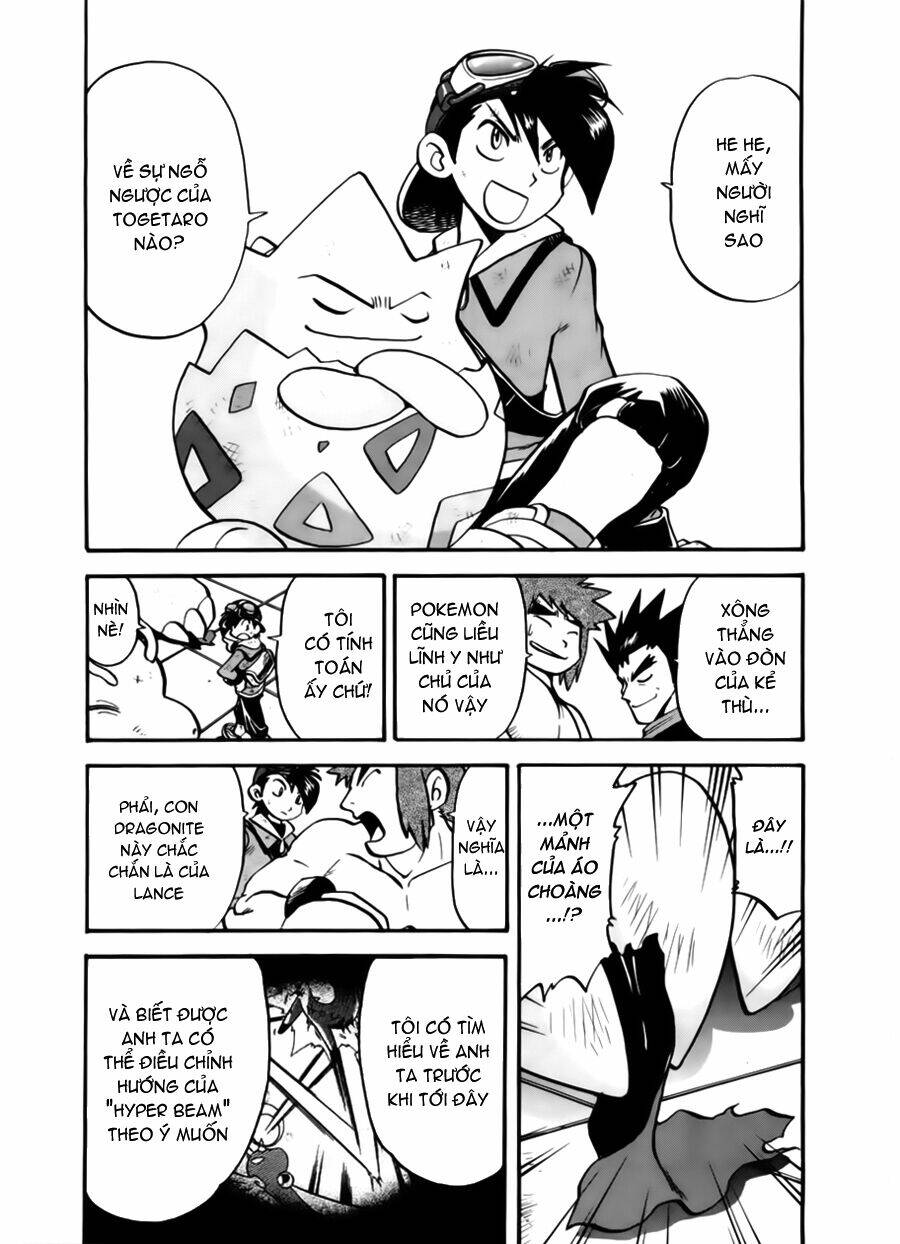 HE HE,
MẤY
NGƯỜI
NGHĨ
SAO
VỀ SỰ NGỖ
NGƯỢC CỦA
TOGETARO
NÀO?
XÔNG
THẲNG
VÀO ĐÒN
CỦA KẺ
THÙ...
POKEMON
CŨNG LIỀU
LĨNH Y NHƯ
CHỦ CỦA
NÓ VẬY
TÔI
CÓ TÍNH
TOÁN
ẤY CHỨ!
NHÌN
NÈ!
ĐÂY
LÀ...!!
...MỘT
MẢNH
CỦA ÁO
CHOÀNG
...!?
VẬY
NGHĨA
LÀ...
PHẢI, CON
DRAGONITE
NÀY CHẮC
CHẮN LÀ CỦA
LANCE
TÔI CÓ TÌM
HIỂU VỀ ANH
TA TRƯỚC
KHI TỚI ĐÂY
VÀ BIẾT ĐƯỢC
ANH TA CÓ
THỂ ĐIỀU CHỈNH
HƯỚNG CỦA
"HYPER BEAM"
THEO Ý MUỐN